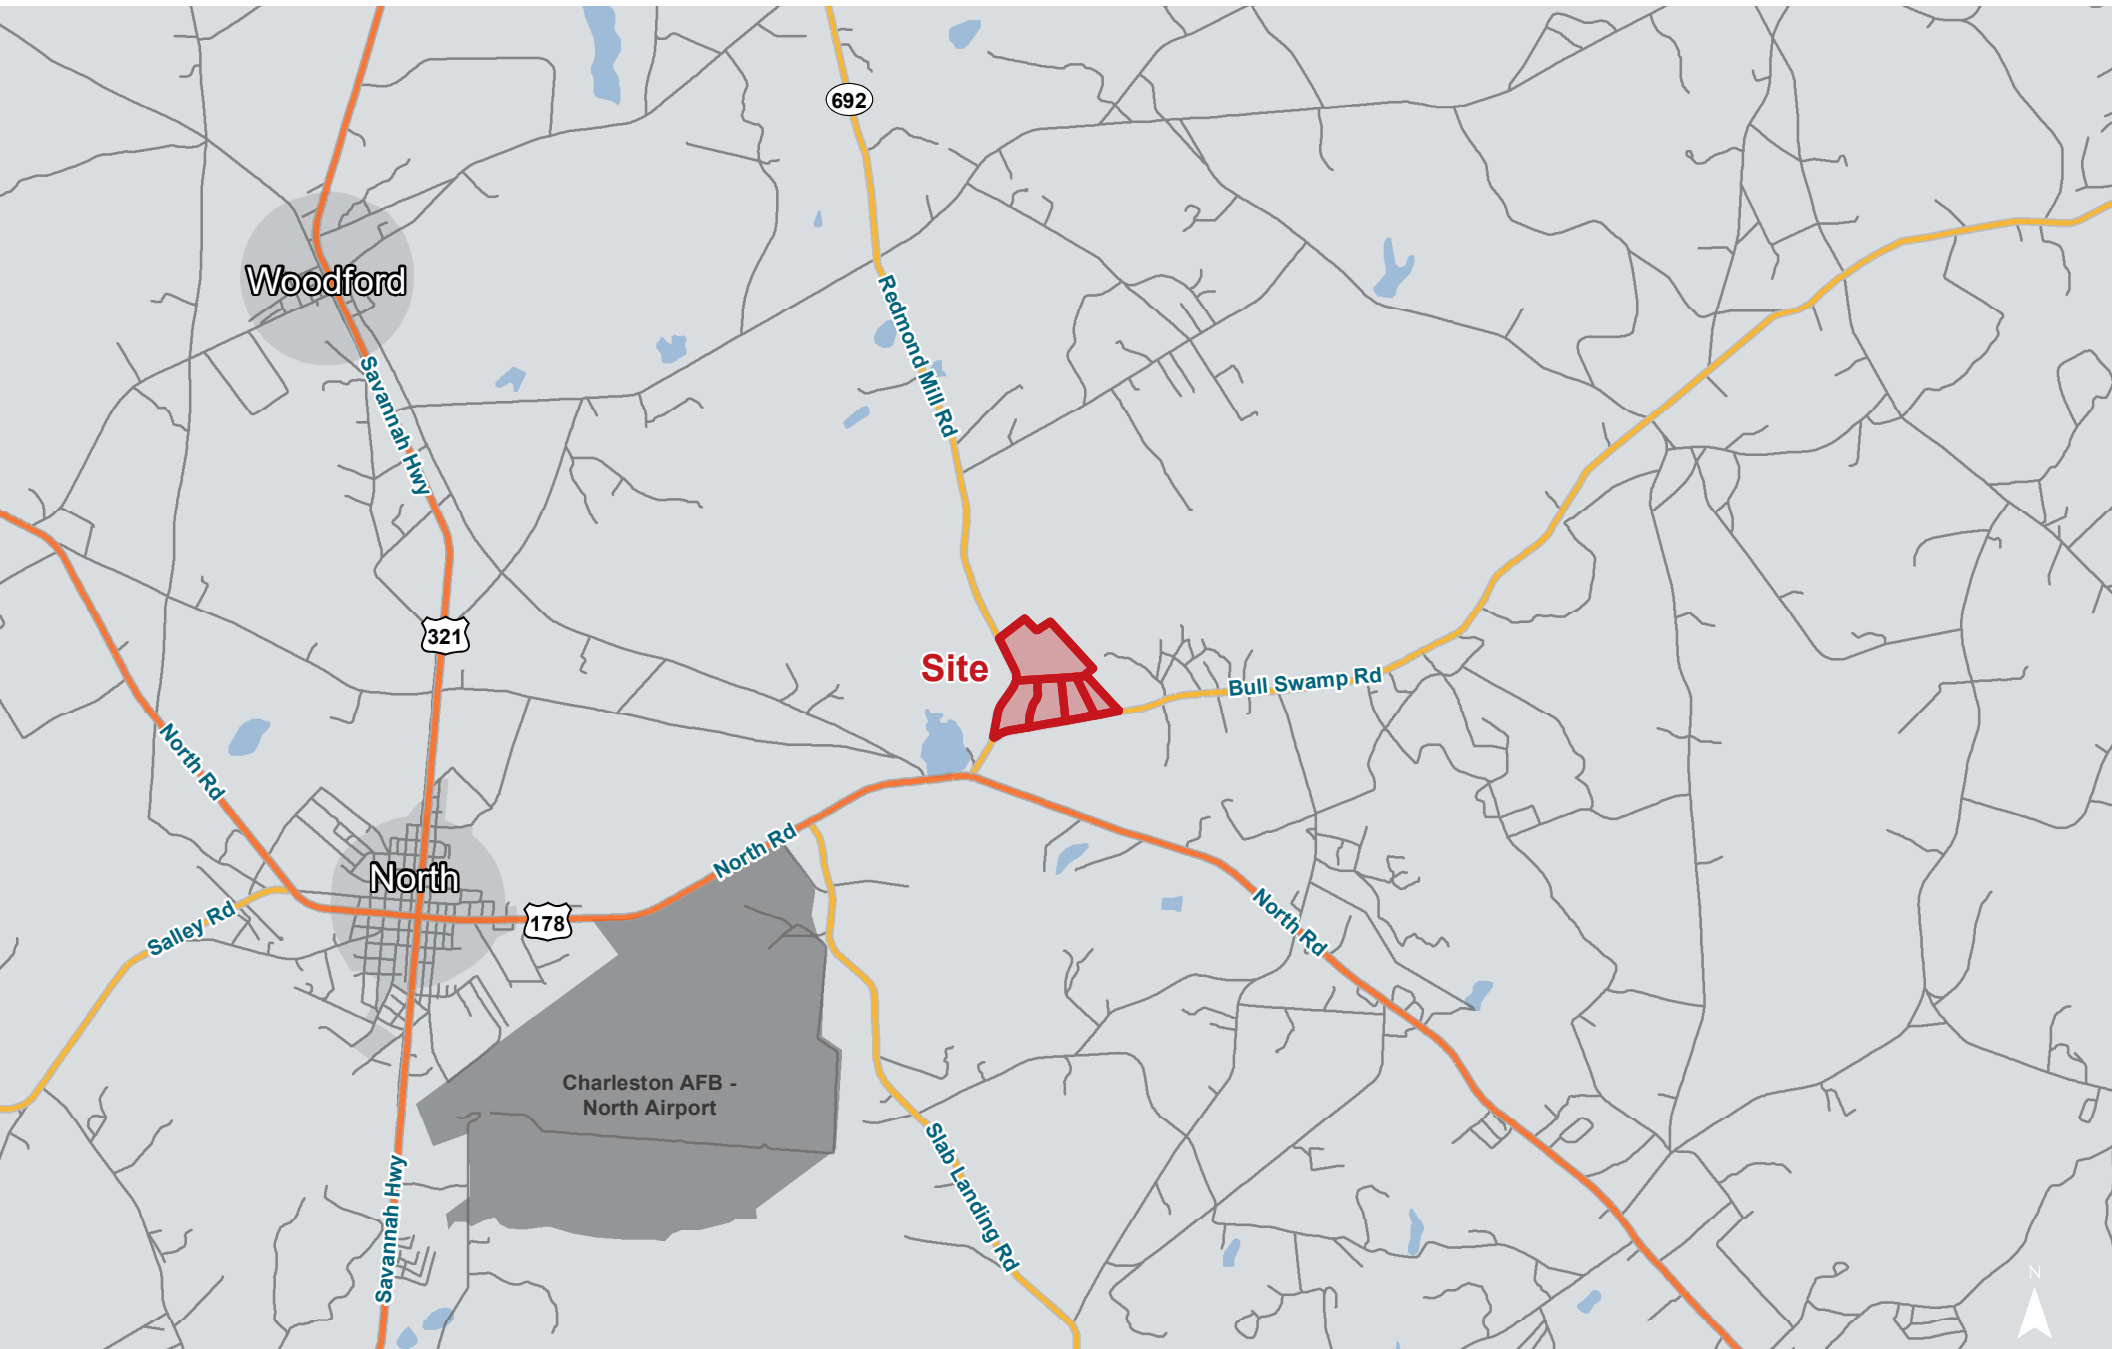 692
Woodford
Redmond Mill Rd
Savannah Hwy
321
Site
Bull Swamp Rd
North Rd
North Rd
North
Salley Rd
178
North Rd
Charleston AFB -
North Airport
Slab Landing Rd
Savannah Hwy
N